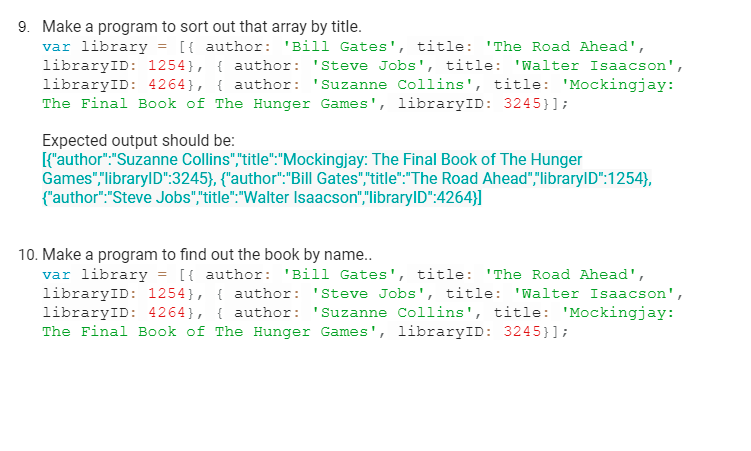 9. Make a program to sort out that array by title.
var library = [{ author: 'Bill Gates', title: 'The Road Ahead',
libraryID: 1254}, { author: 'Steve Jobs', title: 'Walter Isaacson',
libraryID: 4264}, { author: 'Suzanne Collins', title: 'Mockingjay:
The Final Book of The Hunger Games', libraryID: 3245}];
Expected output should be:
[{"author":"Suzanne Collins","title":"Mockingjay: The Final Book of The Hunger
Games","libraryID":3245}, {"author":"Bill Gates","title":"The Road Ahead","libraryID":1254},
{"author":"Steve Jobs","title":"Walter Isaacson","libraryID":4264}]
10. Make a program to find out the book by name..
var library = [{ author: 'Bill Gates', title: 'The Road Ahead',
libraryID: 1254}, { author: 'Steve Jobs', title: 'Walter Isaacson',
libraryID: 4264}, { author: 'Suzanne Collins', title: 'Mockingjay:
The Final Book of The Hunger Games', libraryID: 3245}];